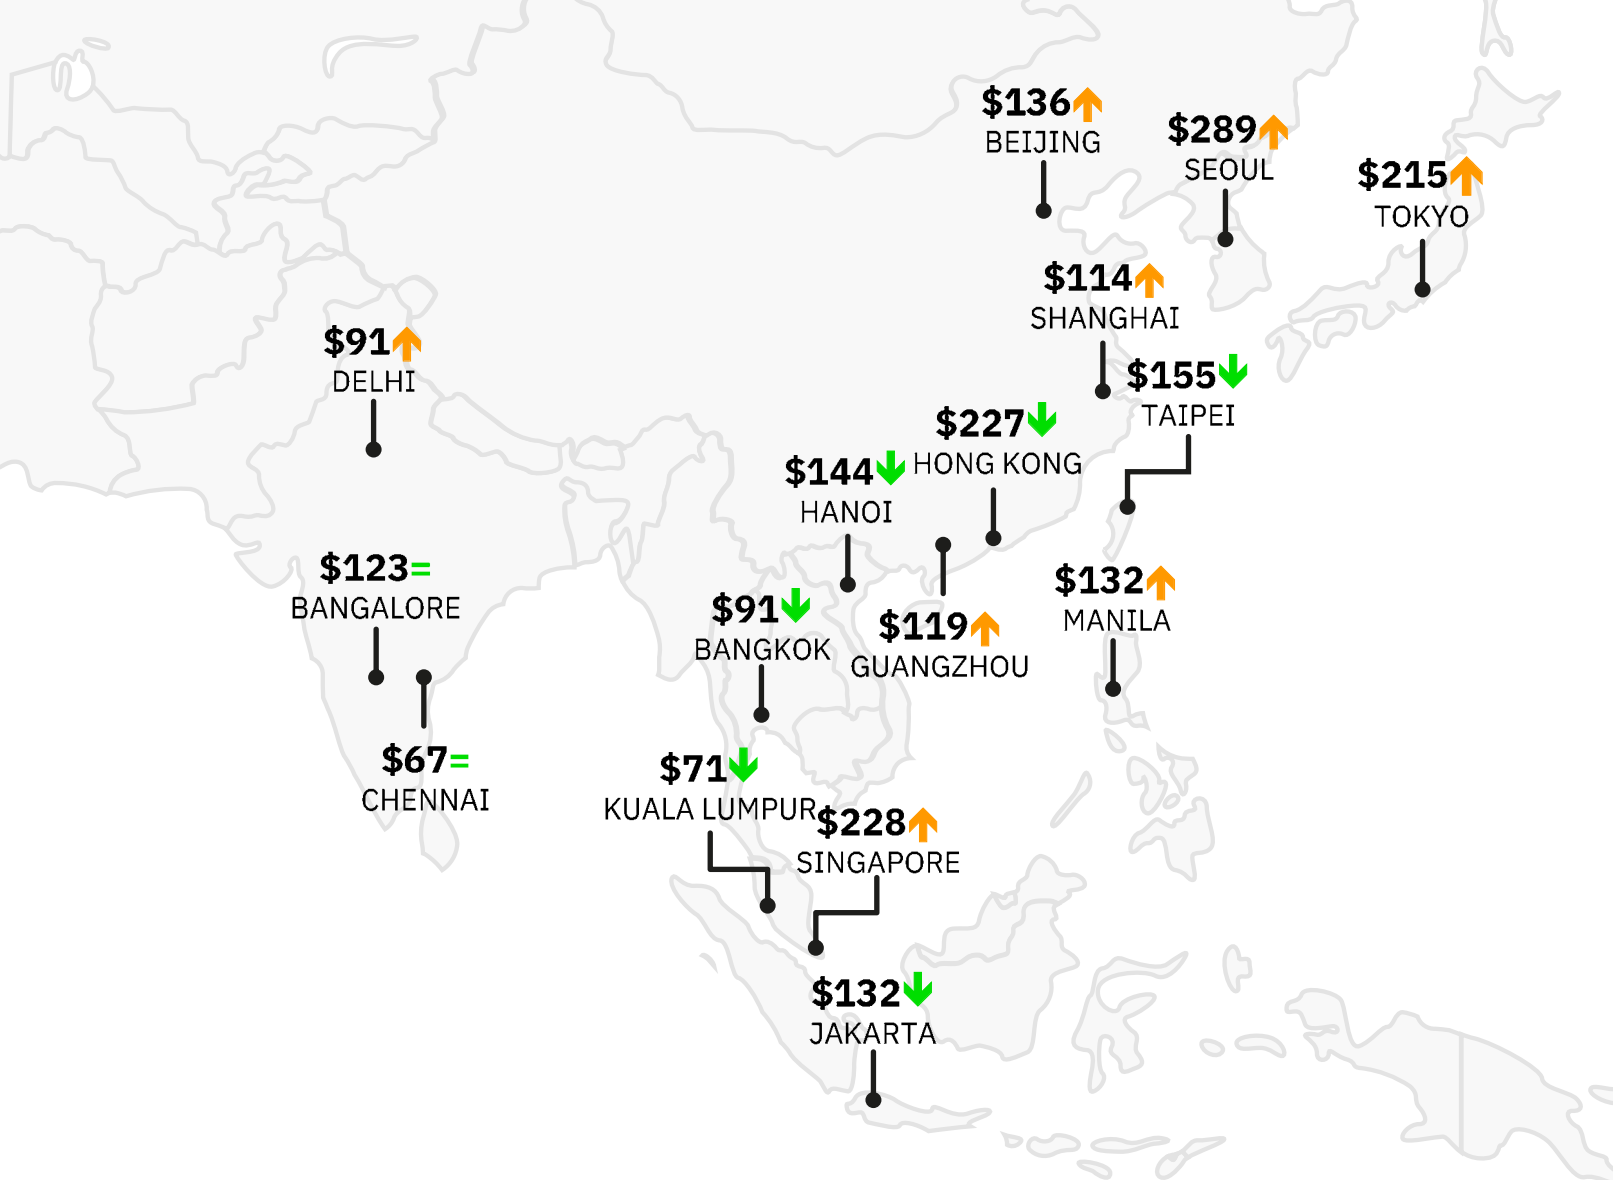 $136
BEIJING
$289
SEOUL
$215
TOKYO
$114
SHANGHAI
$91
DELHI
$155
TAIPEI
$227
HONG KONG
$144
HANOI
$123=
BANGALORE
$132
MANILA
$91
BANGKOK
$119
GUANGZHOU
$67=
CHENNAI
$71
KUALA LUMPUR
$228
SINGAPORE
$132
JAKARTA